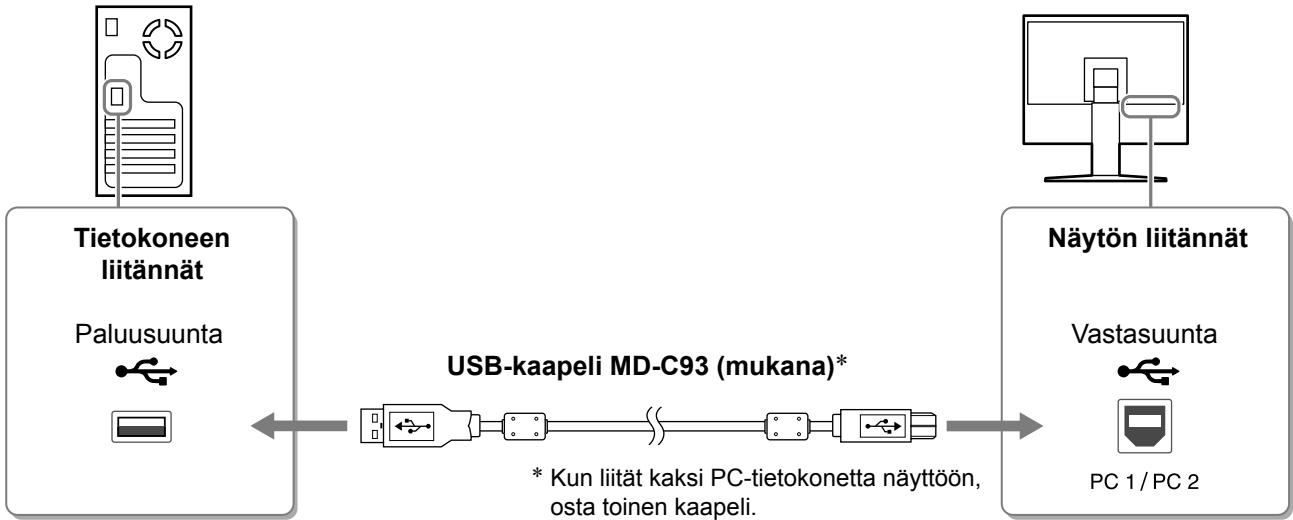 Tietokoneen
liitännät
Paluusuunta
USB-kaapeli MD-C93 (mukana)*
* Kun liität kaksi PC-tietokonetta näyttöön,
osta toinen kaapeli.
Näytön liitännät
Vastasuunta
PC 1 / PC 2